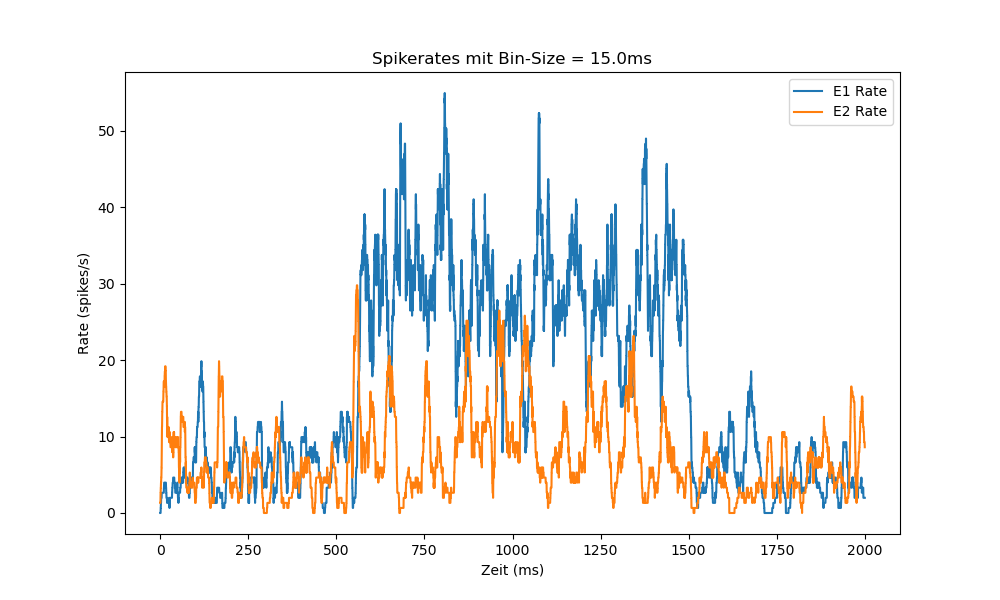 Spikerates mit Bin-Size = 15.0ms
E1 Rate
E2 Rate
Rate (spikes/s)
50
40
30
20
10
0
0 250 500 750 1000 1250 1500 1750 2000
Zeit (ms)